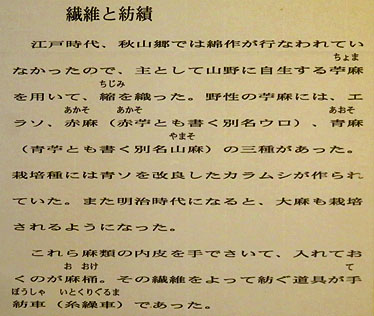 繊維と紡績
江戸時代、秋山郷では綿作が行なわれてい
ちょま
なかったので、主として山野に自生する苧麻
ちぢみ
を用いて、縮を織った。野性の苧麻には、エ
あかそ あかそ あおそ
ラソ、赤麻（赤苧とも書く別名ウロ）、青麻
やまそ
（青苧とも書く別名山麻）の三種があった。
栽培種には青ソを改良したカラムシが作られ
ていた。また明治時代になると、大麻も栽培
されるようになった。
これら麻類の内皮を手でさいて、入れてお
お おけ て
くのが麻桶。その繊維をよって紡ぐ道具が手
ぼうしゃ いとくりぐるま
紡車（糸繰車）であった。